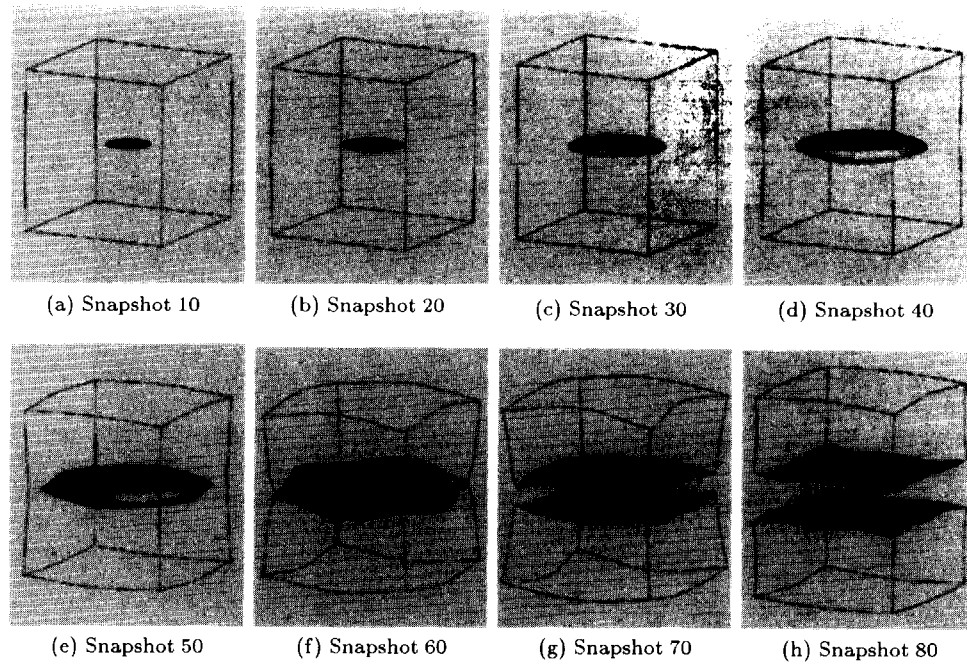 (a) Snapshot 10
(b) Snapshot 20
(c) Snapshot 30
(d) Snapshot 40
(e) Snapshot 50
(f) Snapshot 60
(g) Snapshot 70
(h) Snapshot 80